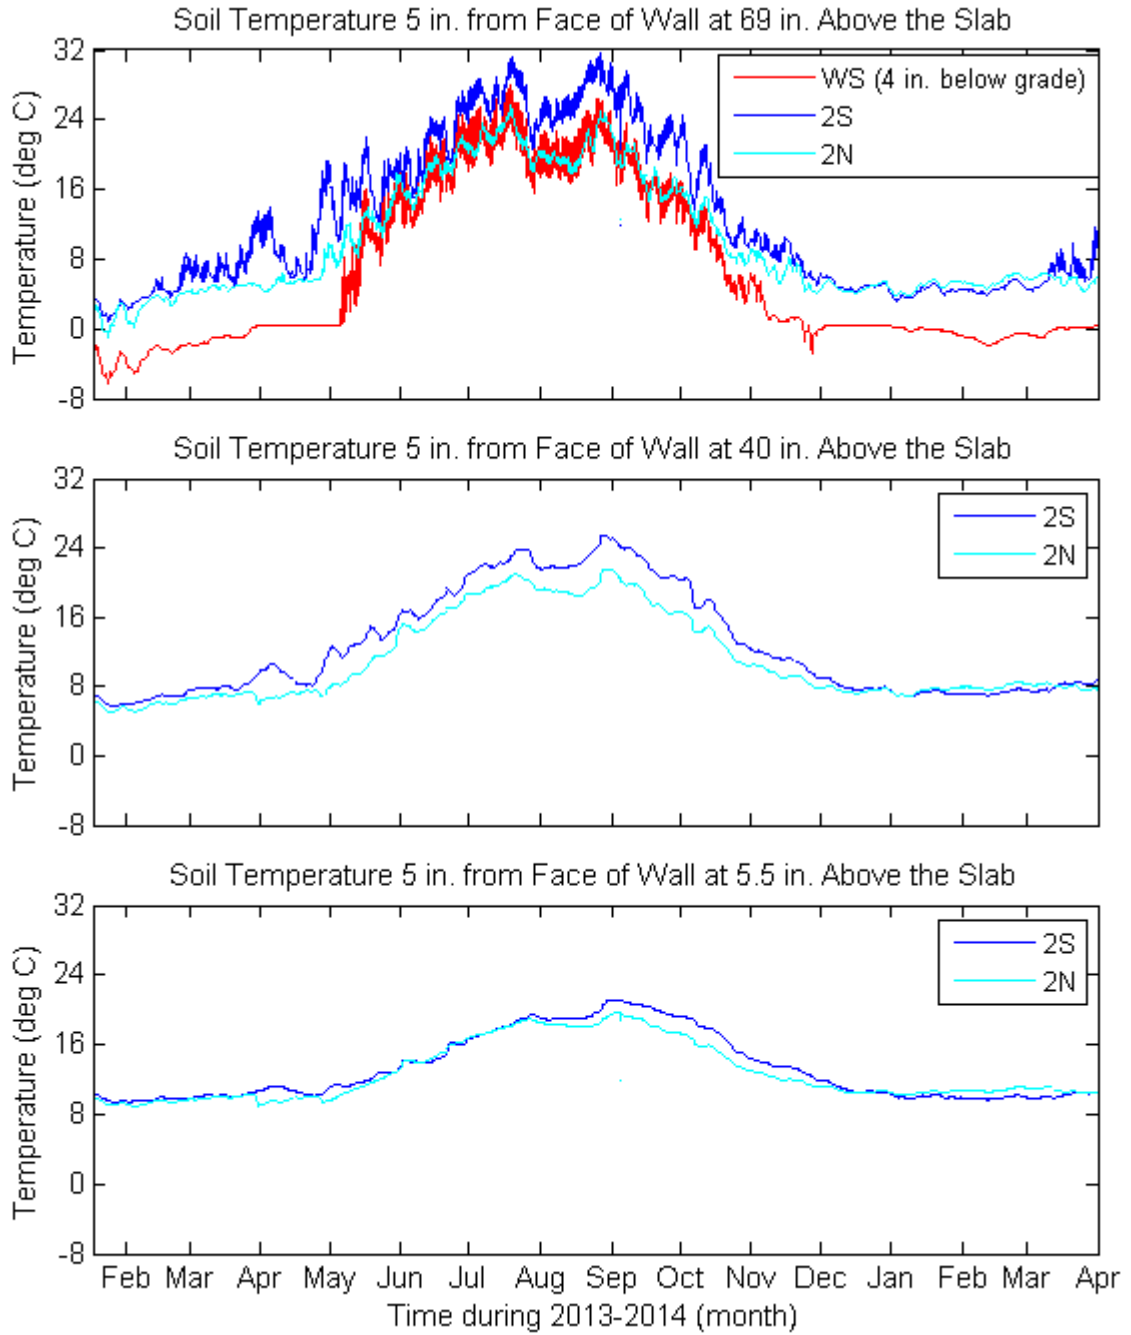 Soil Temperature 5 in. from Face of Wall at 69 in. Above the Slab
32
24
16
8
0
-8
Temperature (deg C)
WS (4 in. below grade)
2S
2N
Soil Temperature 5 in. from Face of Wall at 40 in. Above the Slab
32
24
16
8
0
-8
Temperature (deg C)
2S
2N
Soil Temperature 5 in. from Face of Wall at 5.5 in. Above the Slab
32
24
16
8
0
-8
Temperature (deg C)
2S
2N
Feb Mar Apr May Jun Jul Aug Sep Oct Nov Dec Jan Feb Mar Apr
Time during 2013-2014 (month)